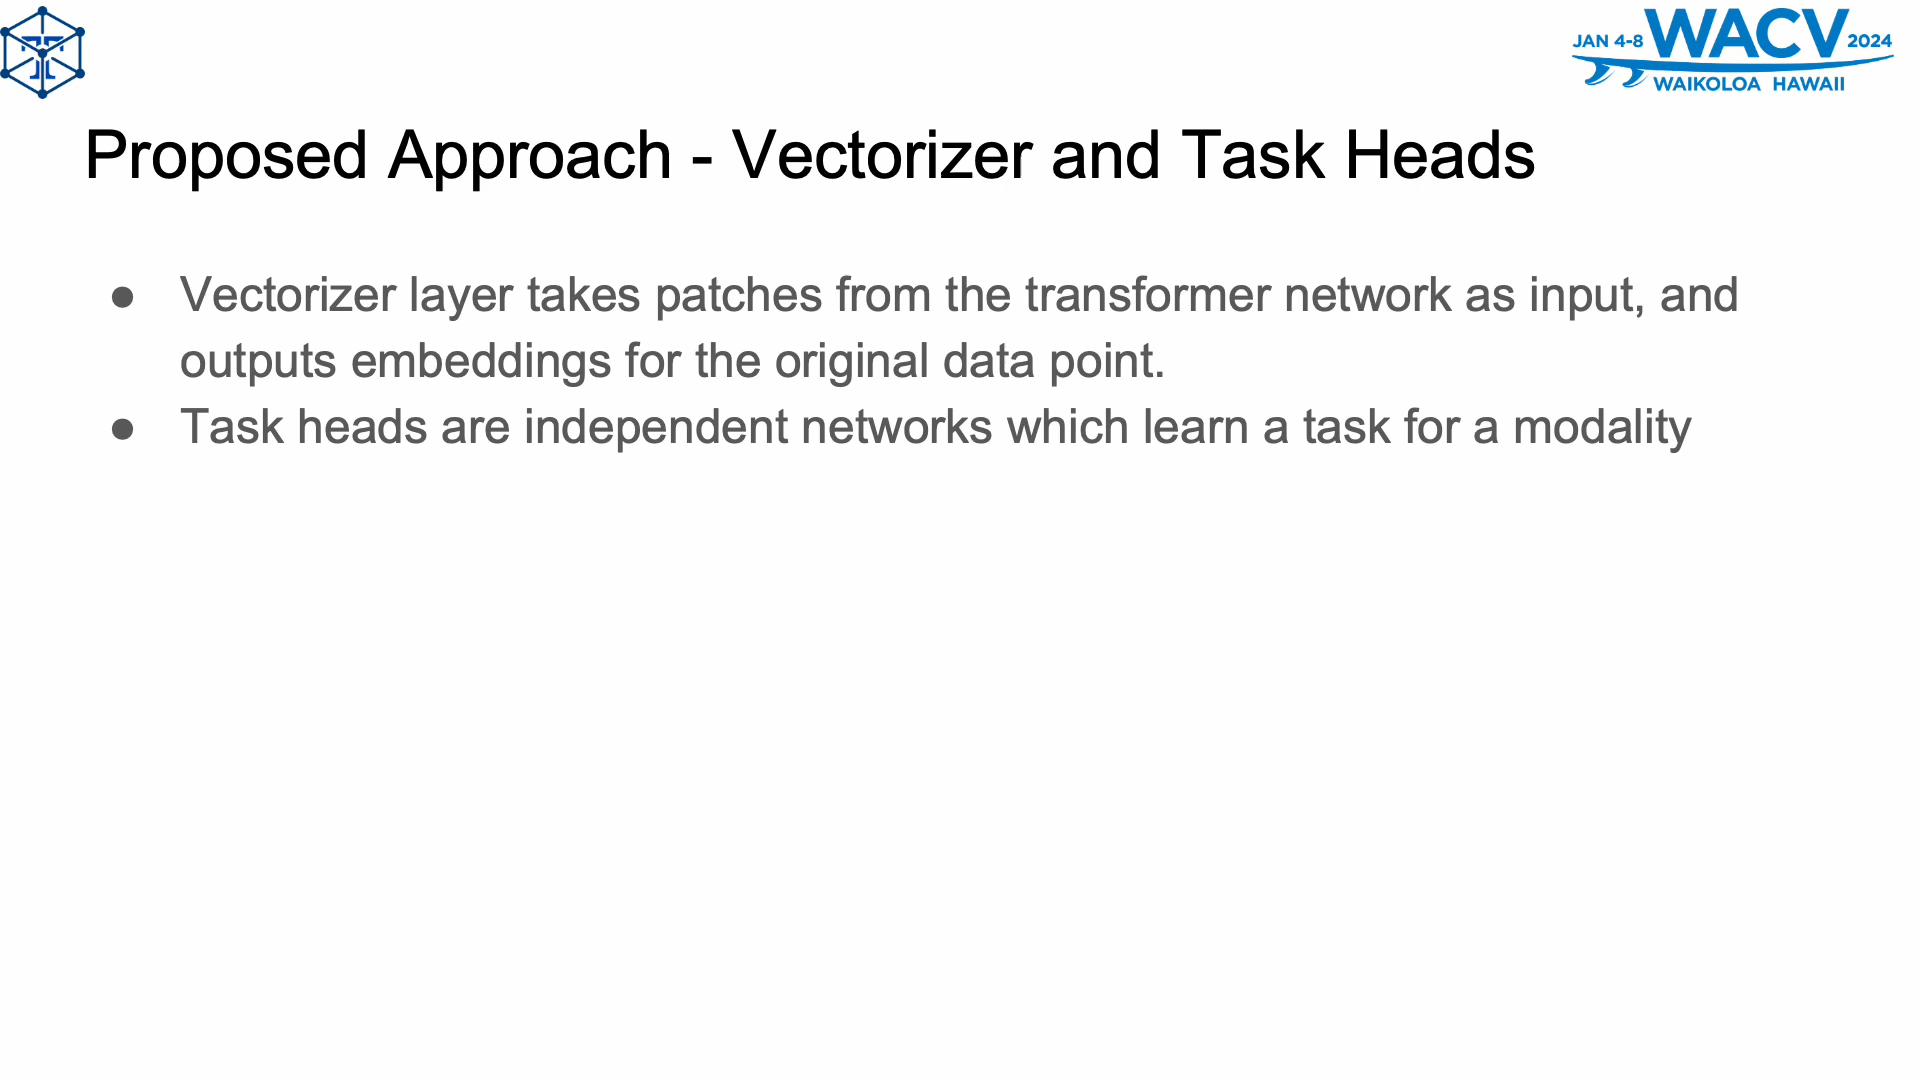 JAN 4-8 WACV 2024
WAIKOLOA HAWAII
Proposed Approach - Vectorizer and Task Heads
● Vectorizer layer takes patches from the transformer network as input, and
outputs embeddings for the original data point.
● Task heads are independent networks which learn a task for a modality